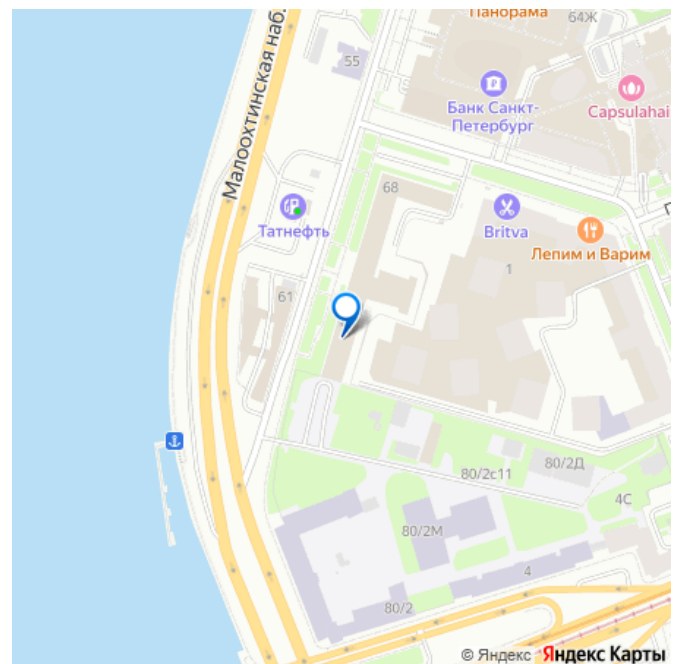 Панорама
64Ж
Малоохтинская наб.
55
Банк Санкт-
Петербург
Capsulahai
68
Татнефть
Britva
Лепим и Варим
61
1
80/2с11
80/2Д
4С
80/2М
4
80/2
© Яндекс Яндекс Карты